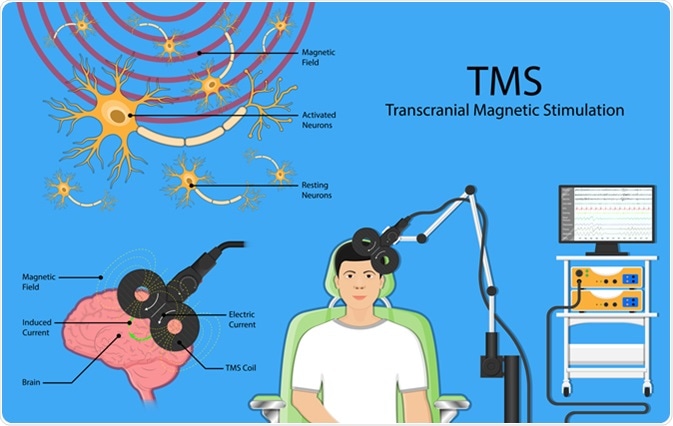 TMS
Transcranial Magnetic Stimulation
Magnetic
Field
Activated
Neurons
Resting
Neurons
Magnetic
Field
Induced
Current
Brain
Electric
Current
TMS Coil